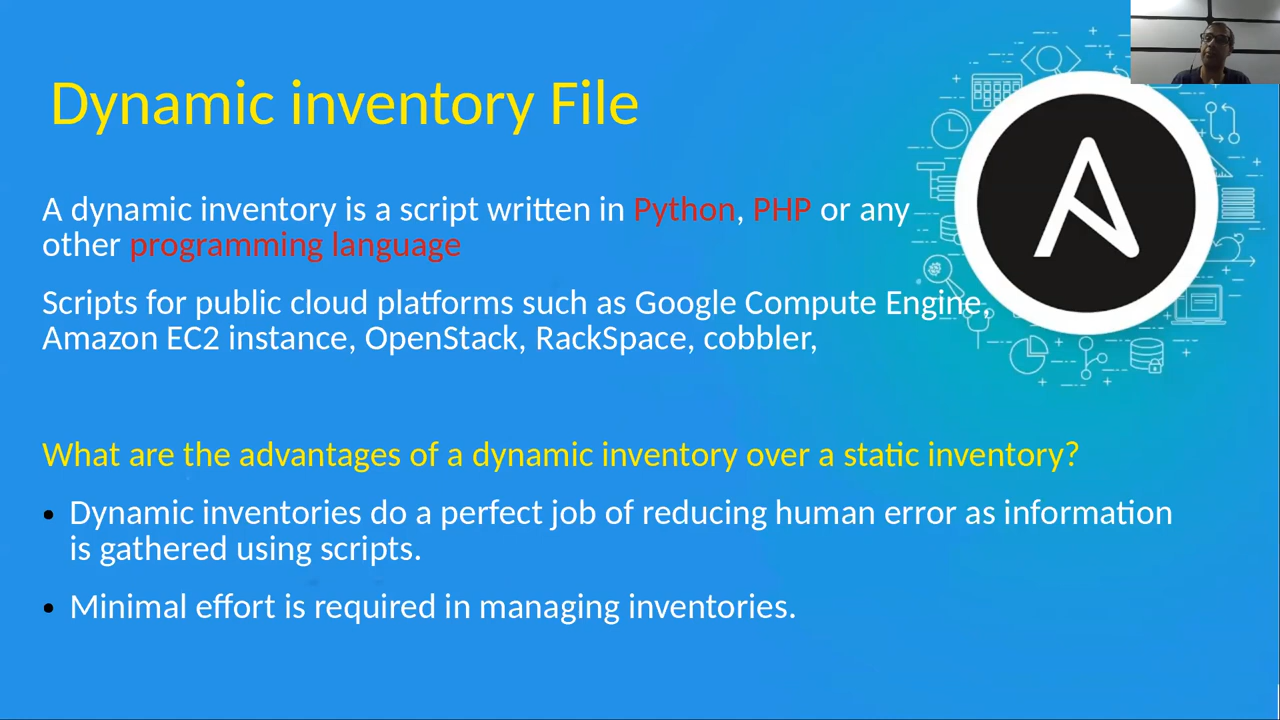 Dynamic inventory File
A dynamic inventory is a script written in Python, PHP or any
other programming language
Scripts for public cloud platforms such as Google Compute Engine,
Amazon EC2 instance, OpenStack, RackSpace, cobbler,
What are the advantages of a dynamic inventory over a static inventory?
• Dynamic inventories do a perfect job of reducing human error as information
is gathered using scripts.
• Minimal effort is required in managing inventories.